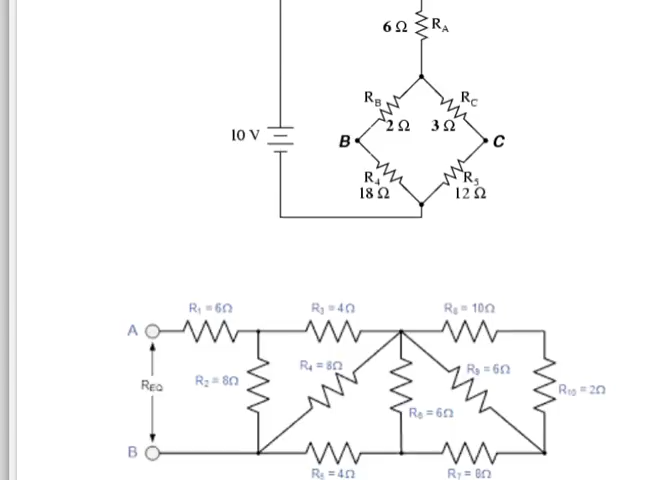 6 Ω RA
RB RC
10 V
2 Ω 3 Ω
B C
R4 R5
18 Ω 12 Ω
R₁ = 6Ω R₃ = 4Ω R₈ = 10Ω
A
R₄ = 8Ω R₉ = 6Ω
REQ R₂ = 8Ω R₁₀ = 2Ω
R₆ = 6Ω
B
R₅ = 4Ω R₇ = 8Ω